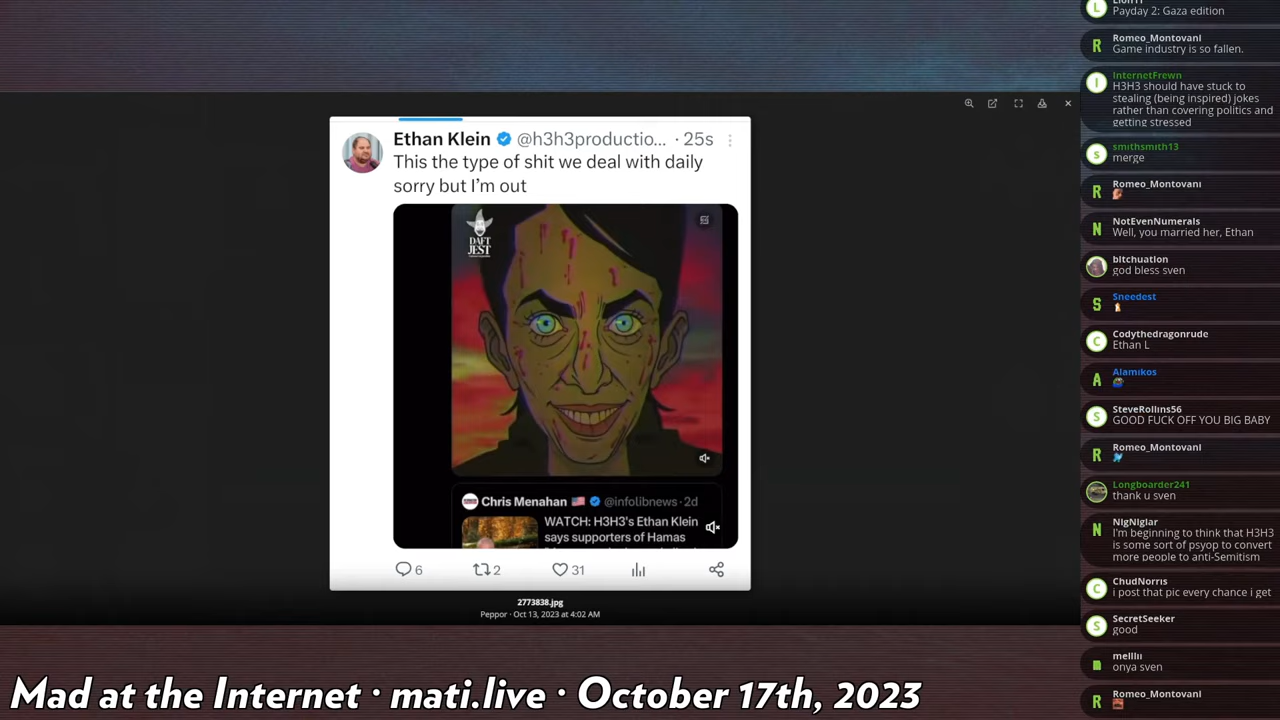 Ethan Klein @h3h3productio... · 25s
This the type of shit we deal with daily
sorry but I'm out
DAFT
JEST
Chris Menahan @infolibnews · 2d
WATCH: H3H3's Ethan Klein
says supporters of Hamas
6
2
31
2773838.jpg
Peppor · Oct 13, 2023 at 4:02 AM
Mad at the Internet · mati.live · October 17th, 2023
L
Payday 2: Gaza edition
R
Romeo_Montovani
Game industry is so fallen.
I
InternetFrewn
H3H3 should have stuck to
stealing (being inspired) jokes
rather than covering politics and
getting stressed
s
smithsmith13
merge
R
Romeo_Montovani
N
NotEvenNumerals
Well, you married her, Ethan
bitchuation
god bless sven
S
Sneedest
C
Codythedragonrude
Ethan L
A
Alamikos
S
SteveRollins56
GOOD FUCK OFF YOU BIG BABY
R
Romeo_Montovani
Longboarder241
thank u sven
N
NigNiglar
I'm beginning to think that H3H3
is some sort of psyop to convert
more people to anti-Semitism
C
ChudNorris
i post that pic every chance i get
S
SecretSeeker
good
m
melllii
onya sven
R
Romeo_Montovani